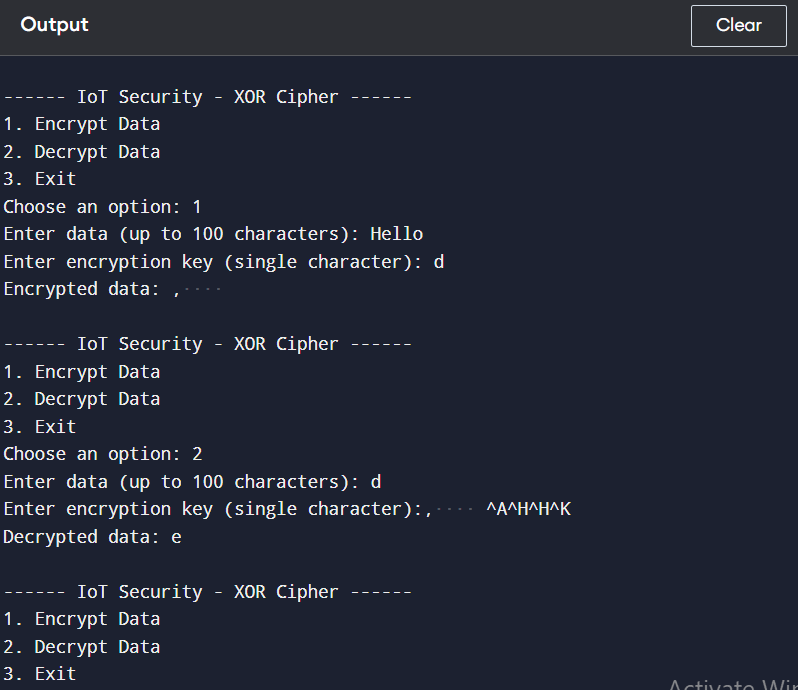 Output
Clear
------ IoT Security - XOR Cipher ------
1. Encrypt Data
2. Decrypt Data
3. Exit
Choose an option: 1
Enter data (up to 100 characters): Hello
Enter encryption key (single character): d
Encrypted data: ,····
------ IoT Security - XOR Cipher ------
1. Encrypt Data
2. Decrypt Data
3. Exit
Choose an option: 2
Enter data (up to 100 characters): d
Enter encryption key (single character):,···· ^A^H^H^K
Decrypted data: e
------ IoT Security - XOR Cipher ------
1. Encrypt Data
2. Decrypt Data
3. Exit
Activate Win